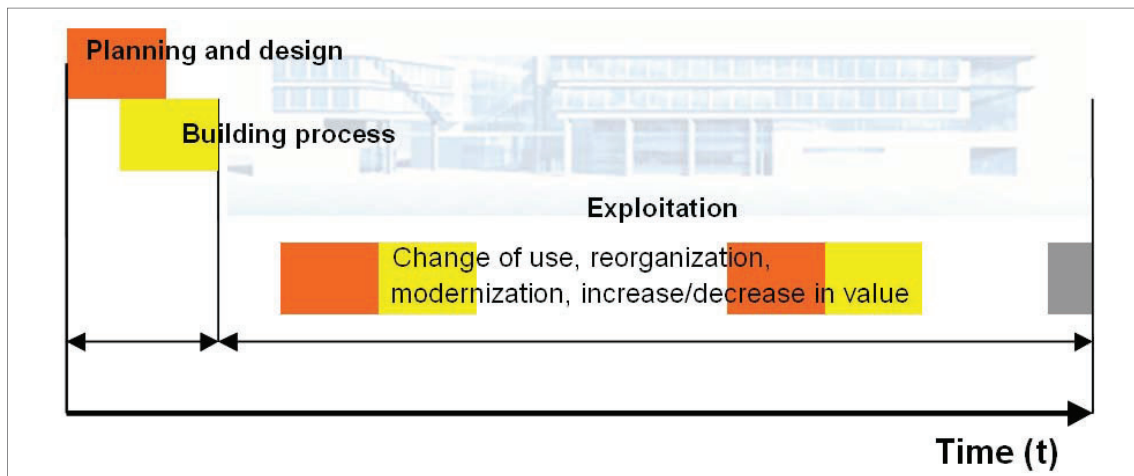 Planning and design
Building process
Exploitation
Change of use, reorganization,
modernization, increase/decrease in value
Time (t)